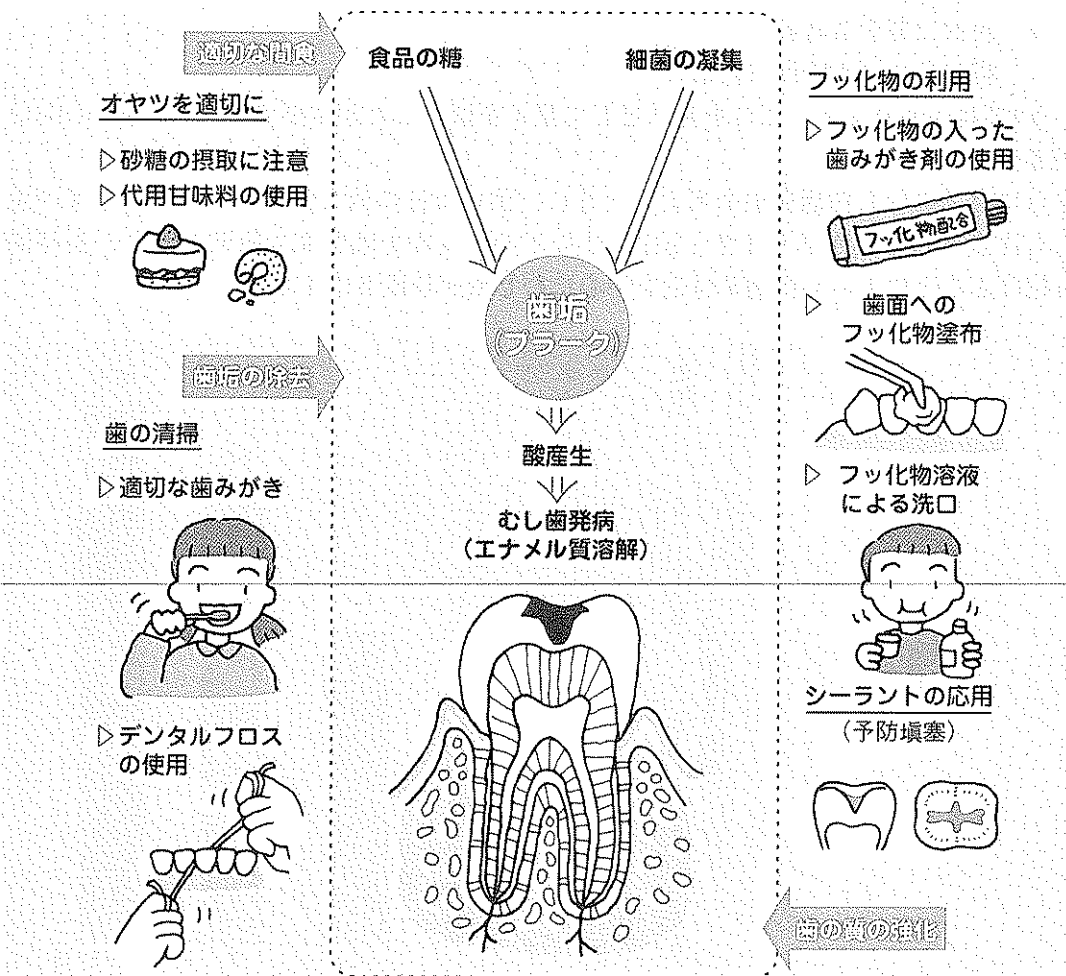 適切な間食
オヤツを適切に
▷砂糖の摂取に注意
▷代用甘味料の使用
歯垢の除去
歯の清掃
▷適切な歯みがき
▷デンタルフロス
の使用
食品の糖
細菌の凝集
歯垢
(プラーク)
酸産生
むし歯発病
（エナメル質溶解）
フッ化物の利用
▷フッ化物の入った
歯みがき剤の使用
フッ化物配合
▷ 歯面への
フッ化物塗布
▷ フッ化物溶液
による洗口
シーラントの応用
（予防塡塞）
歯の質の強化